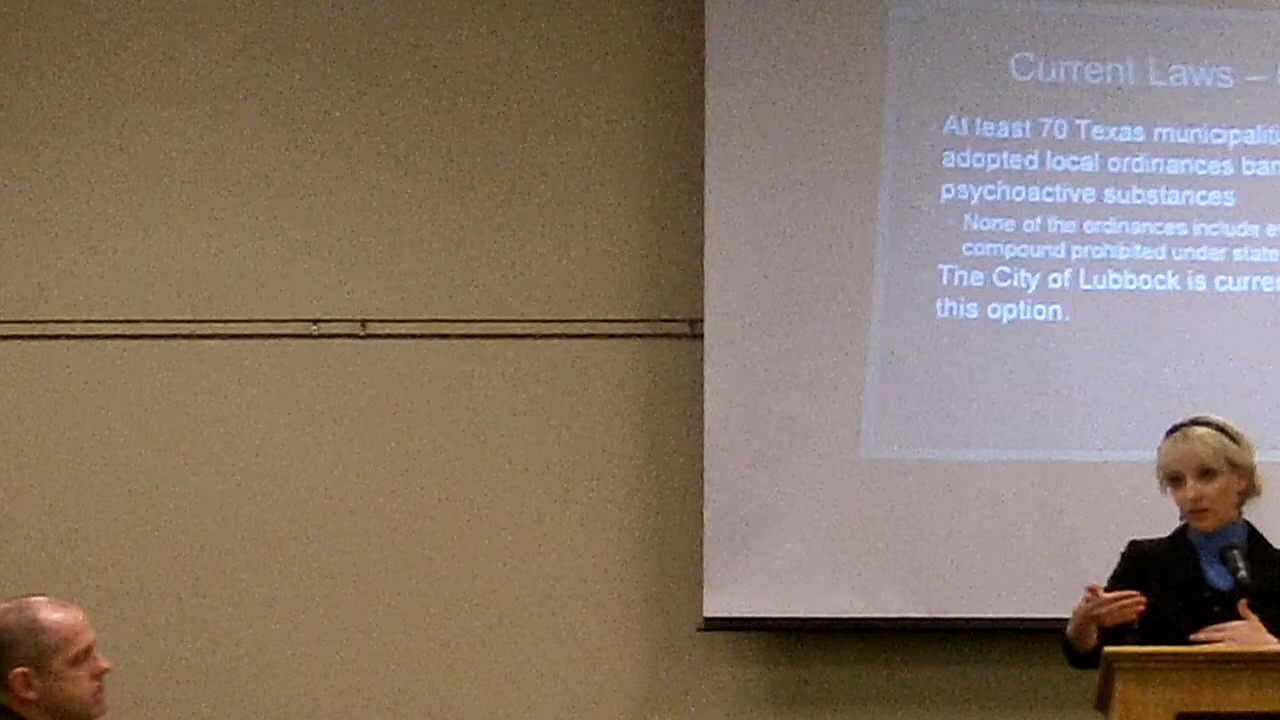 Current Laws –
At least 70 Texas municipaliti
adopted local ordinances ban
psychoactive substances
None of the ordinances include e
compound prohibited under state
The City of Lubbock is curre
this option.